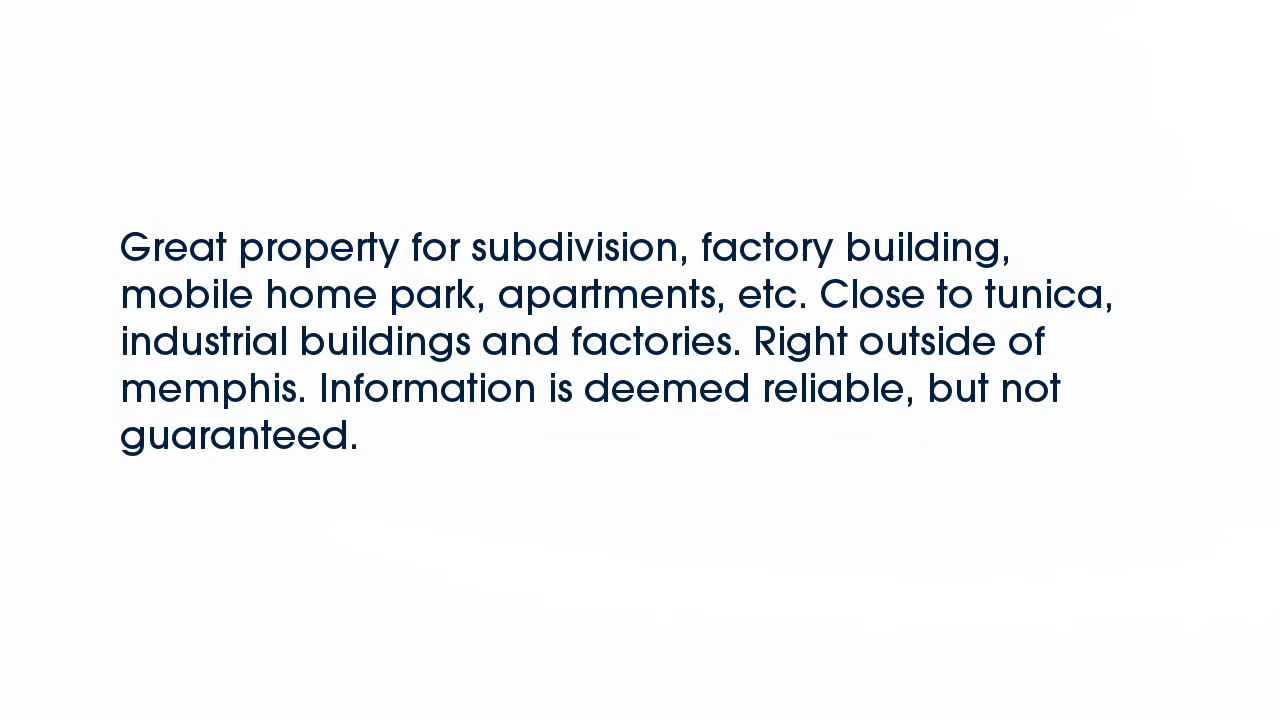 Great property for subdivision, factory building,
mobile home park, apartments, etc. Close to tunica,
industrial buildings and factories. Right outside of
memphis. Information is deemed reliable, but not
guaranteed.